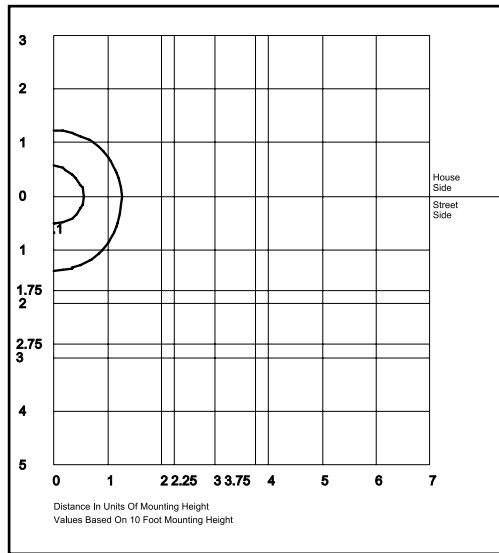 3
2
1
House
Side
0
Street
Side
.1
1
1.75
2
2.75
3
4
5
0 1 2 2.25 3 3.75 4 5 6 7
Distance In Units Of Mounting Height
Values Based On 10 Foot Mounting Height